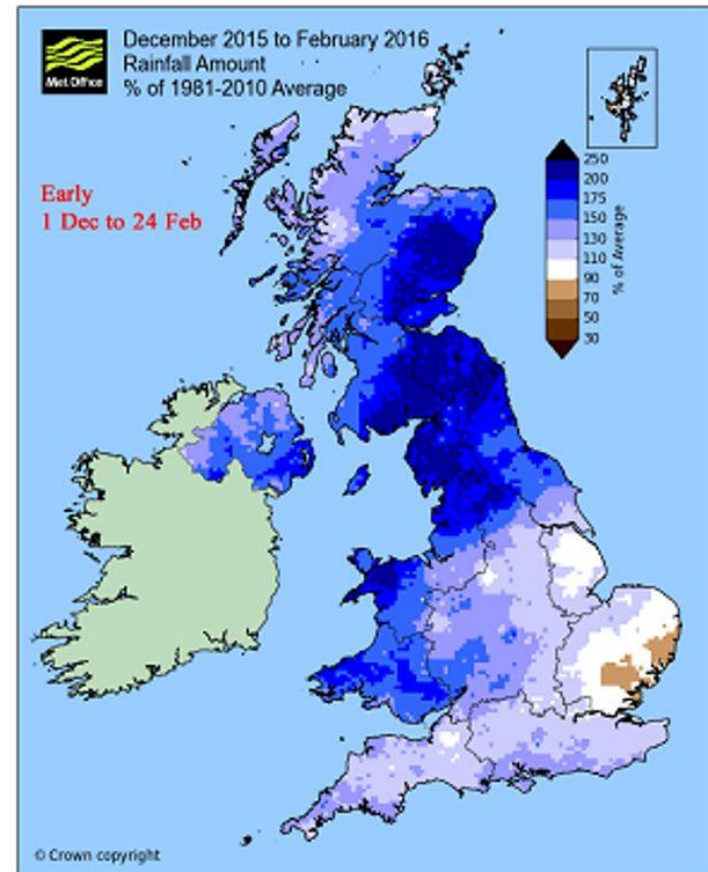 Met Office
December 2015 to February 2016
Rainfall Amount
% of 1981-2010 Average
Early
1 Dec to 24 Feb
250
200
175
150
130
110
90
70
50
30
% of Average
© Crown copyright